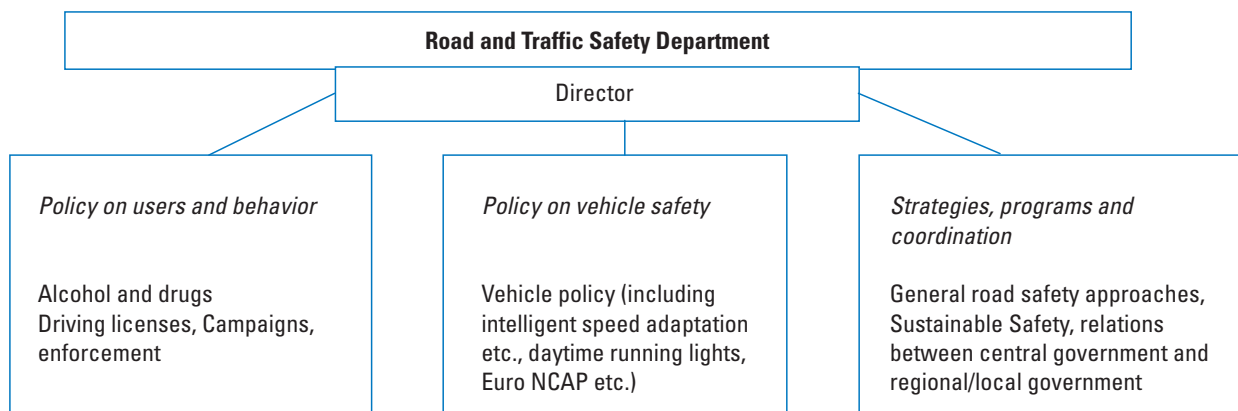 Road and Traffic Safety Department
Director
Policy on users and behavior
Alcohol and drugs
Driving licenses, Campaigns,
enforcement
Policy on vehicle safety
Vehicle policy (including
intelligent speed adaptation
etc., daytime running lights,
Euro NCAP etc.)
Strategies, programs and
coordination
General road safety approaches,
Sustainable Safety, relations
between central government and
regional/local government